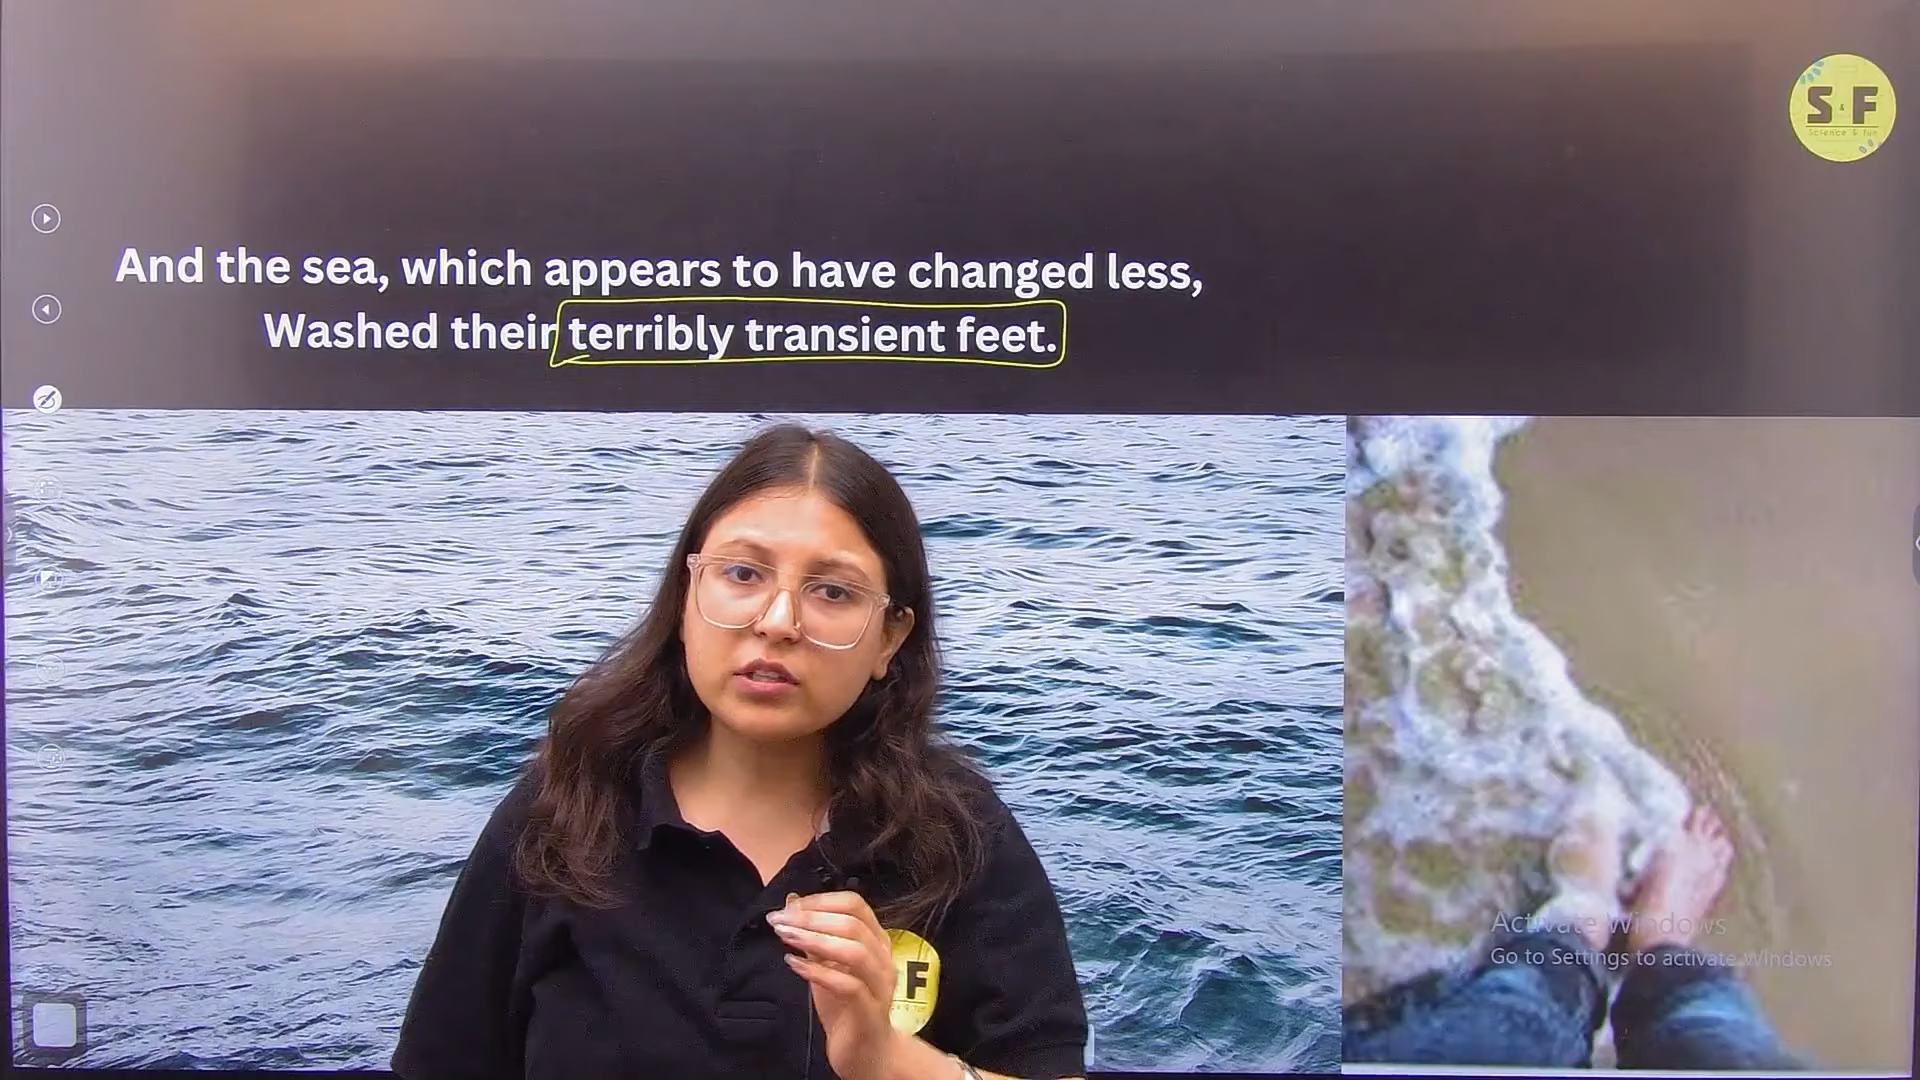 S & F
Science & fun
And the sea, which appears to have changed less,
Washed their terribly transient feet.
F
Activate Windows
Go to Settings to activate Windows